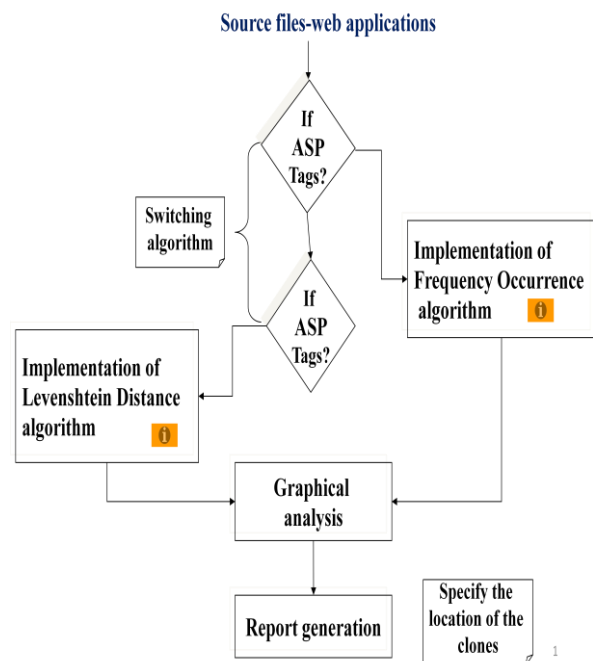 Source files-web applications
If
ASP
Tags?
Switching
algorithm
Implementation of
Frequency Occurrence
algorithm
i
If
ASP
Tags?
Implementation of
Levenshtein Distance
algorithm
i
Graphical
analysis
Report generation
Specify the
location of the
clones
1